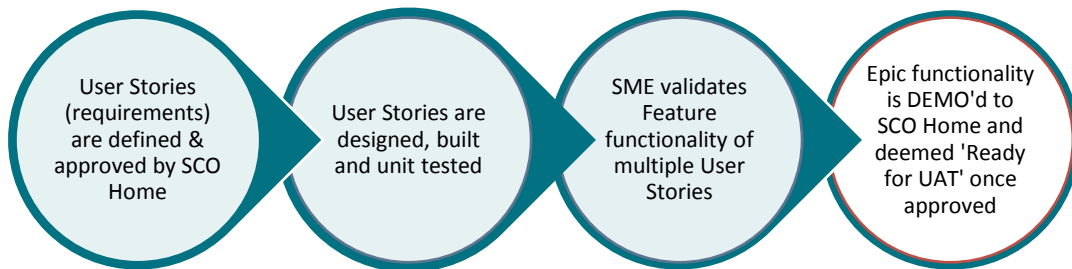 User Stories
(requirements)
are defined &
approved by SCO
Home
User Stories are
designed, built
and unit tested
SME validates
Feature
functionality of
multiple User
Stories
Epic functionality
is DEMO'd to
SCO Home and
deemed 'Ready
for UAT' once
approved